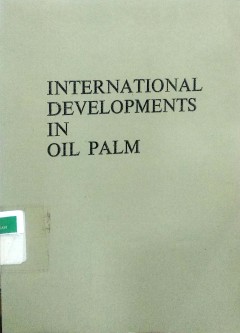 INTERNATIONAL
DEVELOPMENTS
IN
OIL PALM